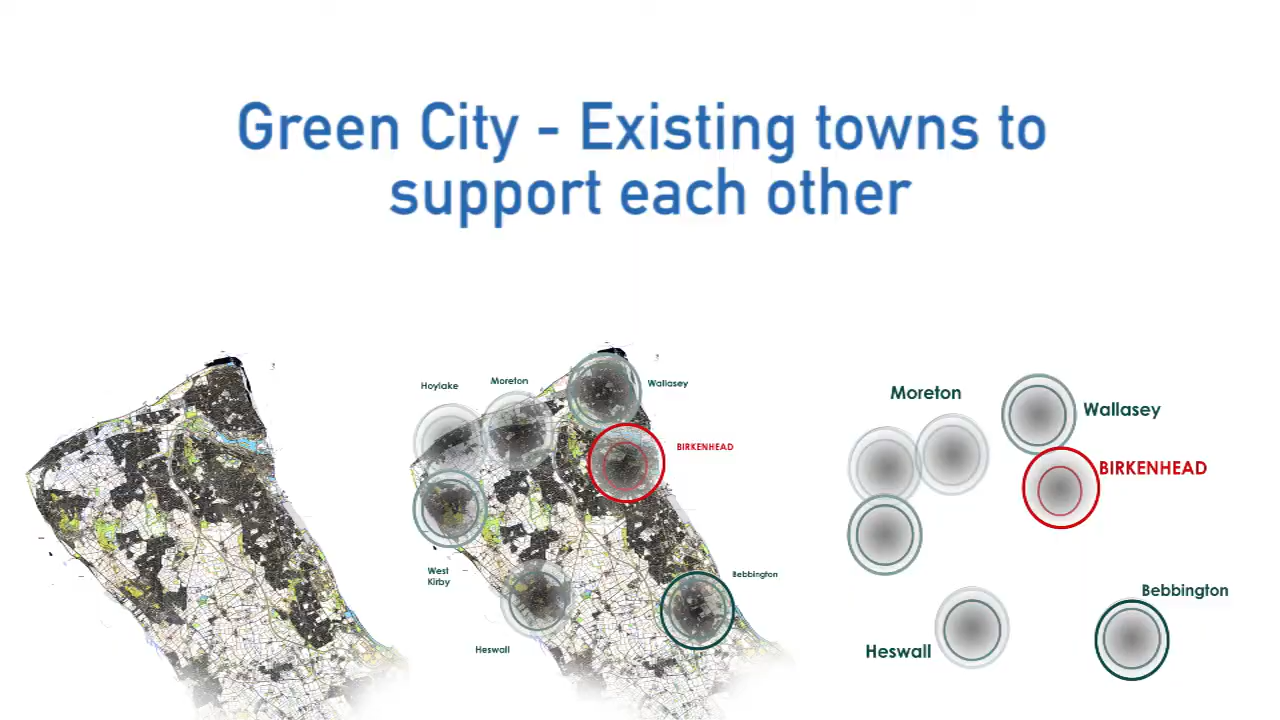 Green City - Existing towns to
support each other
Hoylake
Moreton
Wallasey
BIRKENHEAD
West
Kirby
Bebbington
Heswall
Moreton
Wallasey
BIRKENHEAD
Bebbington
Heswall